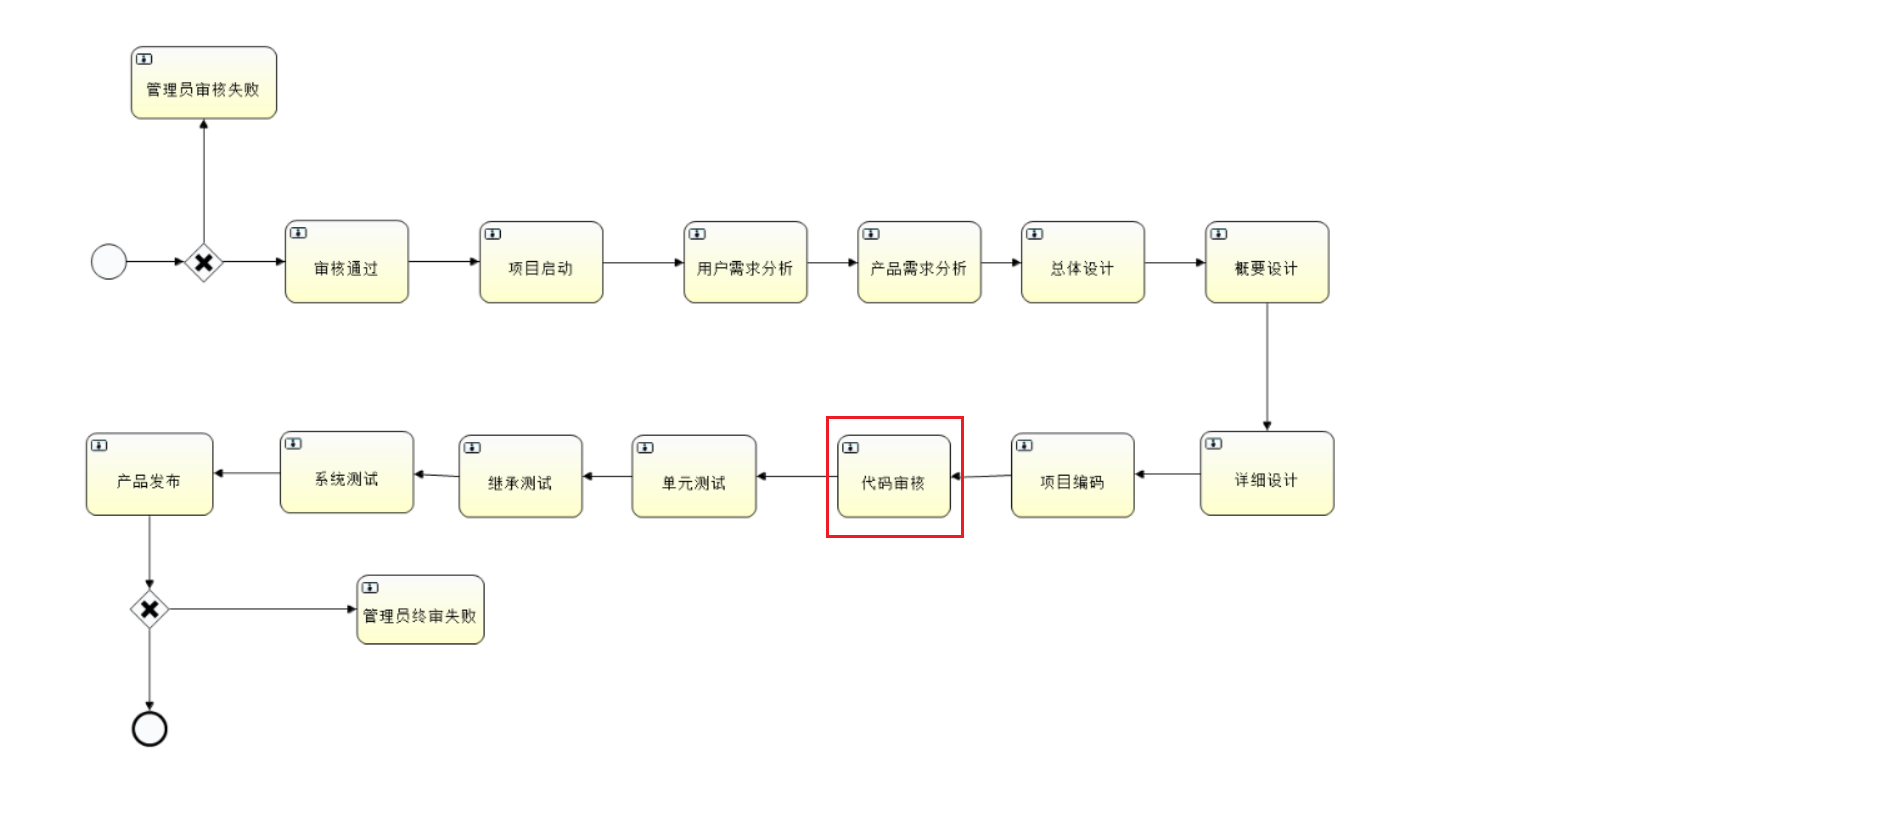 管理员审核失败
审核通过
项目启动
用户需求分析
产品需求分析
总体设计
概要设计
产品发布
系统测试
继承测试
单元测试
代码审核
项目编码
详细设计
管理员终审失败